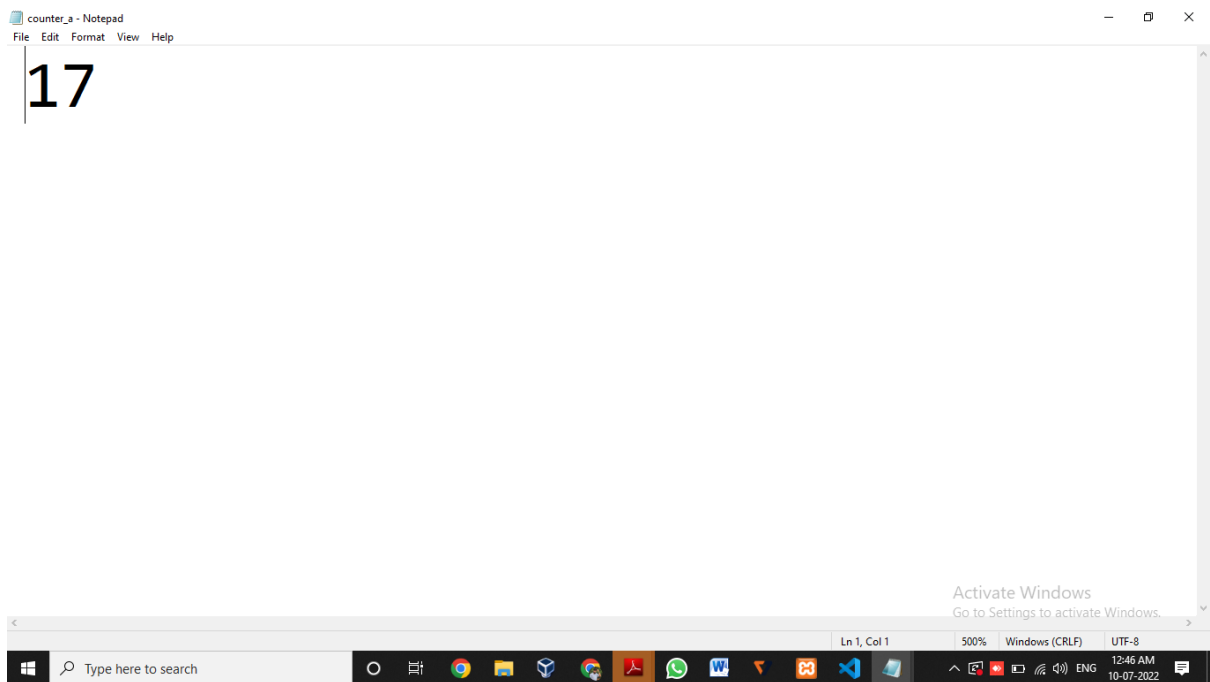 counter_a - Notepad
File Edit Format View Help
17
Activate Windows
Go to Settings to activate Windows.
Ln 1, Col 1 500% Windows (CRLF) UTF-8
Type here to search
ENG
12:46 AM
10-07-2022